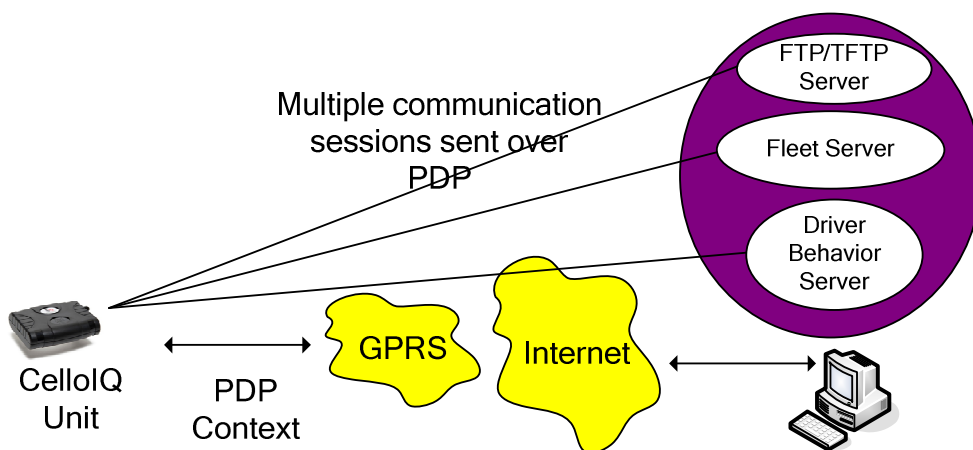 FTP/TFTP
Server
Multiple communication
sessions sent over
PDP
Fleet Server
Driver
Behavior
Server
GPRS
Internet
CelloIQ
Unit
PDP
Context